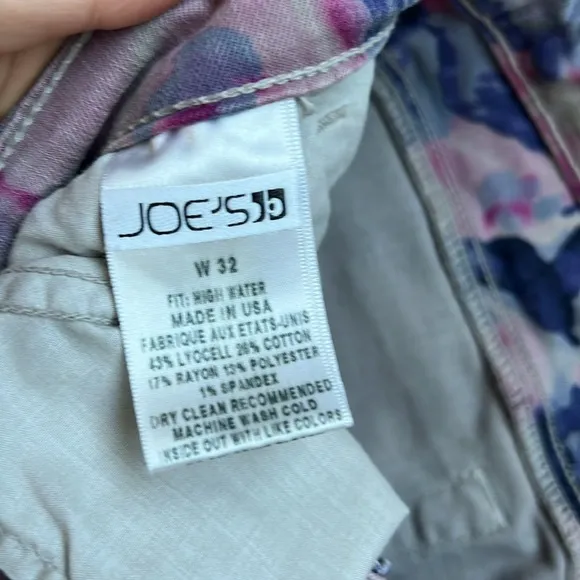 JOE'S
W 32
FIT: HIGH WATER
MADE IN USA
FABRIQUE AUX ETATS-UNIS
43% LYOCELL 26% COTTON
17% RAYON 13% POLYESTER
1% SPANDEX
DRY CLEAN RECOMMENDED
MACHINE WASH COLD
INSIDE OUT WITH LIKE COLORS